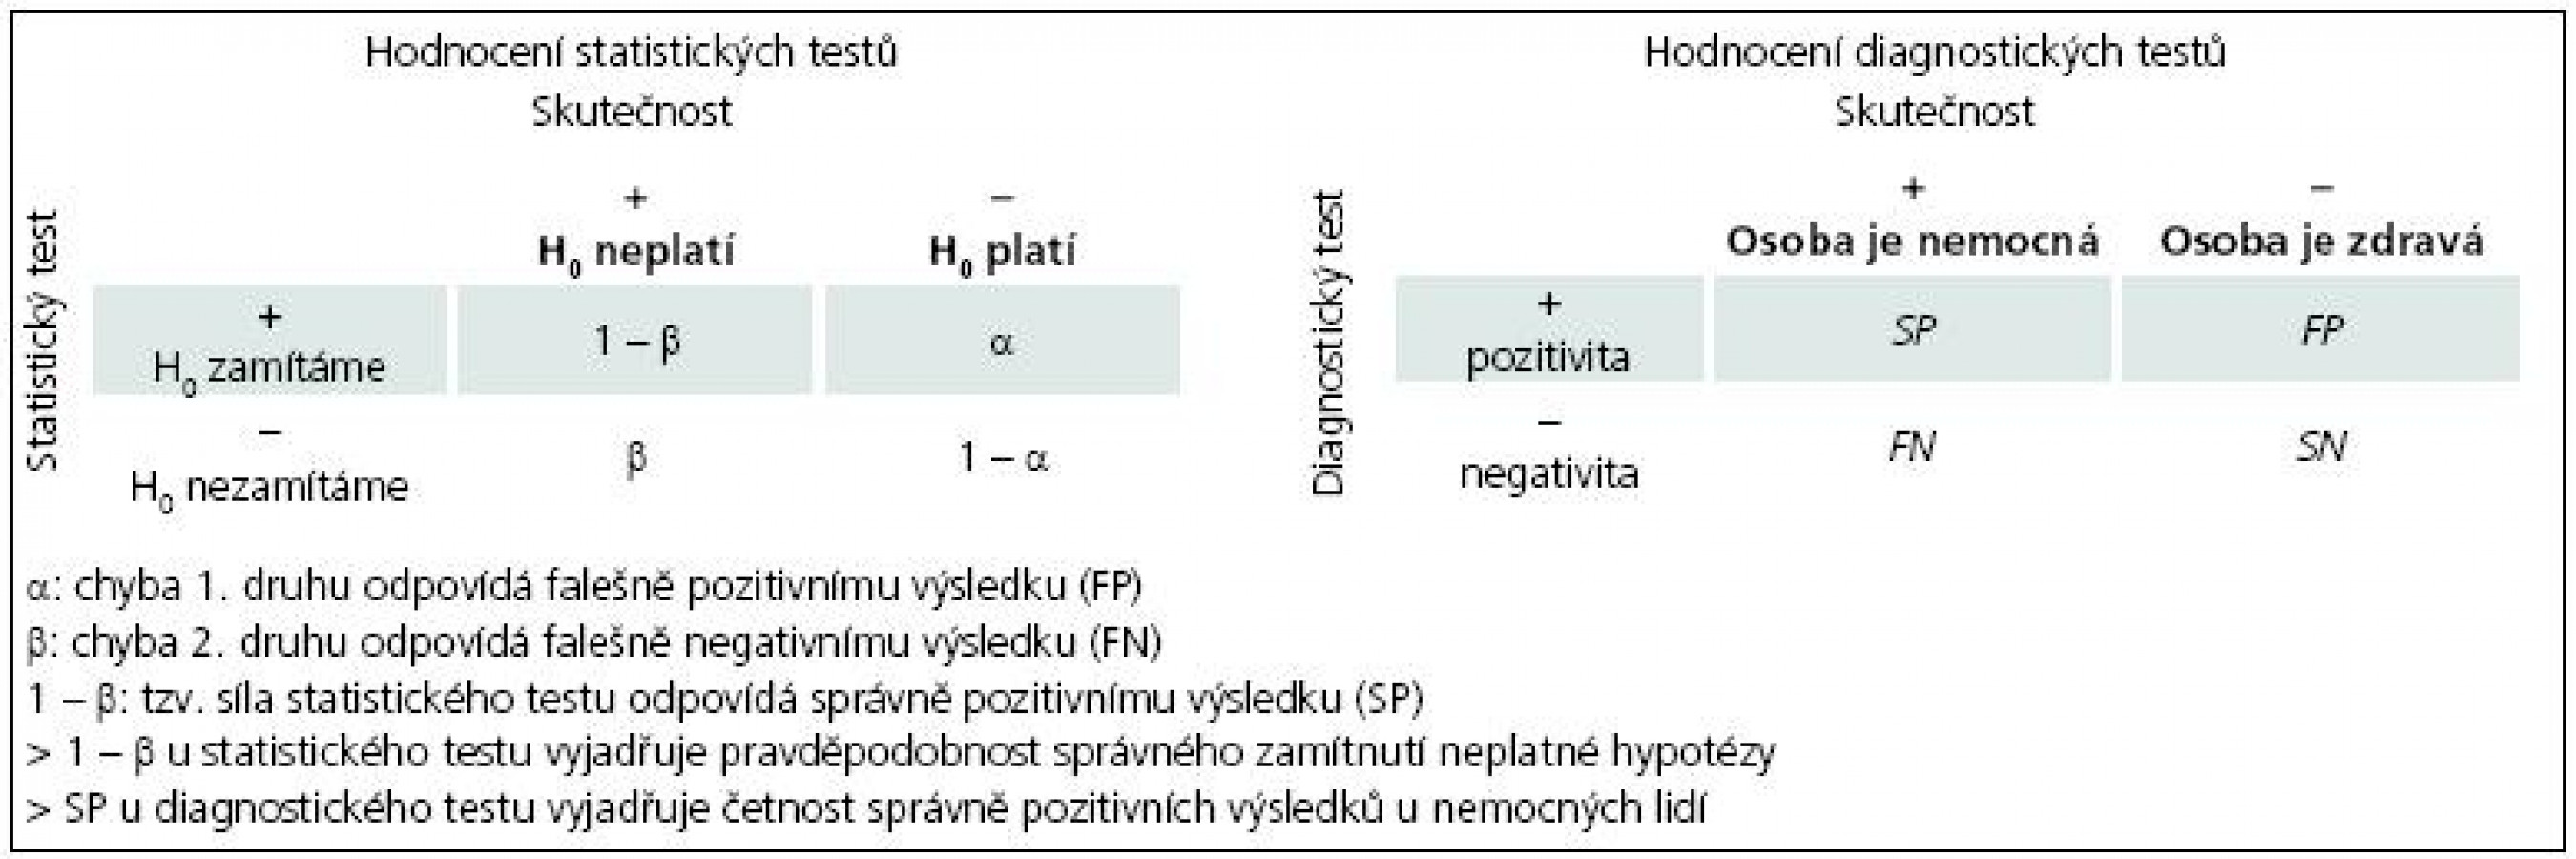 Hodnocení statistických testů
Skutečnost
Statistický test
+ –
H0 neplatí H0 platí
+
H0 zamítáme 1 – β α
–
H0 nezamítáme β 1 – α
Hodnocení diagnostických testů
Skutečnost
Diagnostický test
+ –
Osoba je nemocná Osoba je zdravá
+
pozitivita SP FP
–
negativita FN SN
α: chyba 1. druhu odpovídá falešně pozitivnímu výsledku (FP)
β: chyba 2. druhu odpovídá falešně negativnímu výsledku (FN)
1 – β: tzv. síla statistického testu odpovídá správně pozitivnímu výsledku (SP)
> 1 – β u statistického testu vyjadřuje pravděpodobnost správného zamítnutí neplatné hypotézy
> SP u diagnostického testu vyjadřuje četnost správně pozitivních výsledků u nemocných lidí